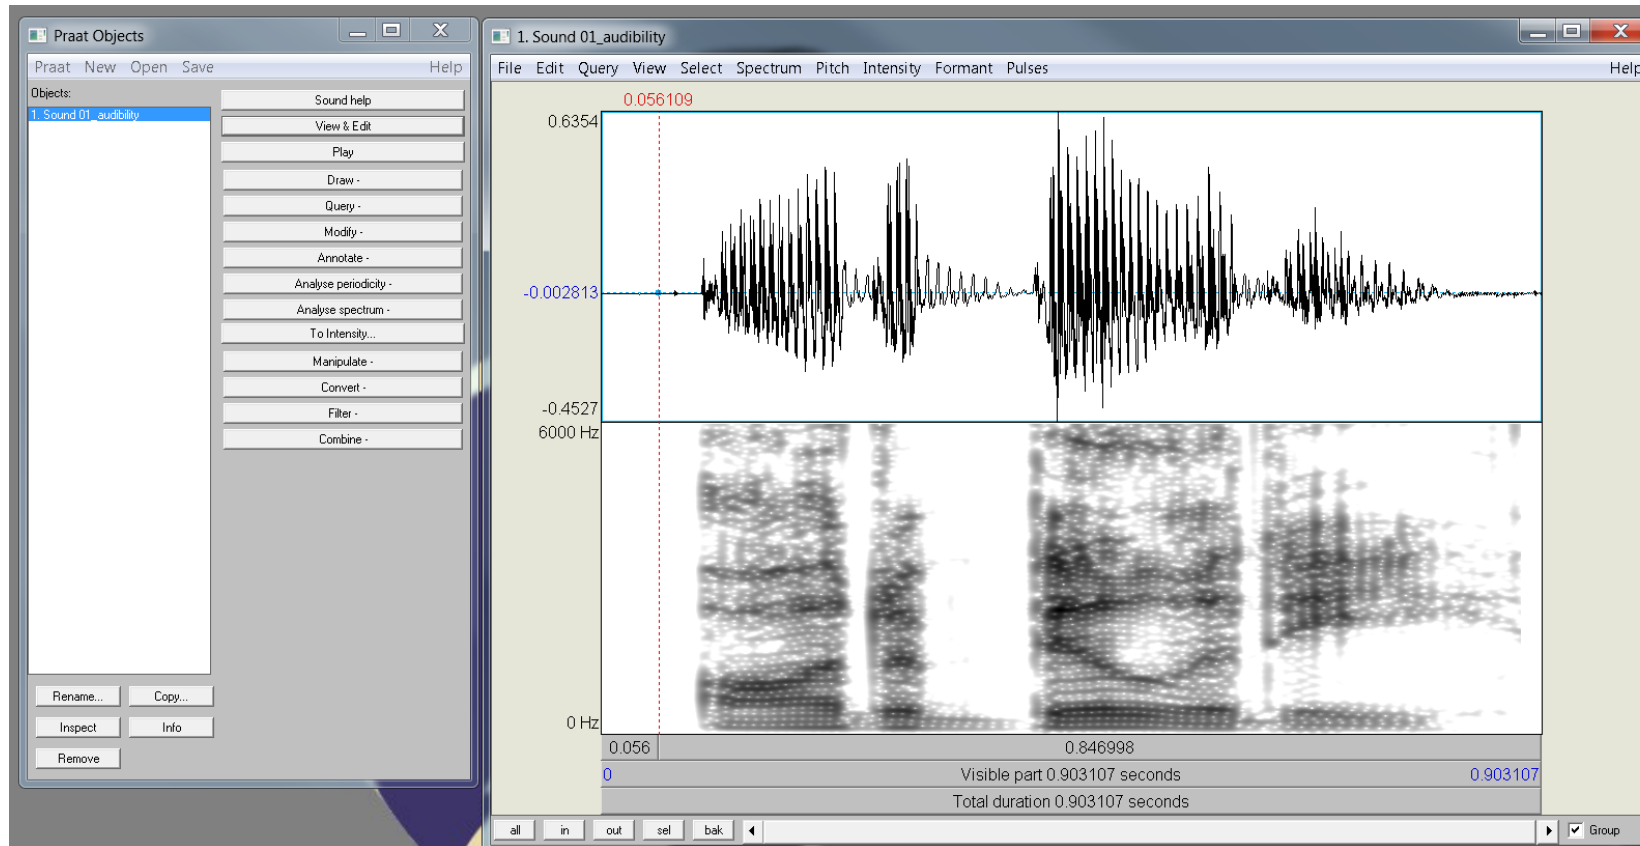 Praat Objects
Praat New Open Save Help
Objects:
1. Sound 01_audibility
Sound help
View & Edit
Play
Draw -
Query -
Modify -
Annotate -
Analyse periodicity -
Analyse spectrum -
To Intensity...
Manipulate -
Convert -
Filter -
Combine -
Rename... Copy...
Inspect Info
Remove
1. Sound 01_audibility
File Edit Query View Select Spectrum Pitch Intensity Formant Pulses Help
0.056109
0.6354
-0.002813
-0.4527
6000 Hz
0 Hz
0.056 0.846998
0 Visible part 0.903107 seconds 0.903107
Total duration 0.903107 seconds
all in out sel bak Group